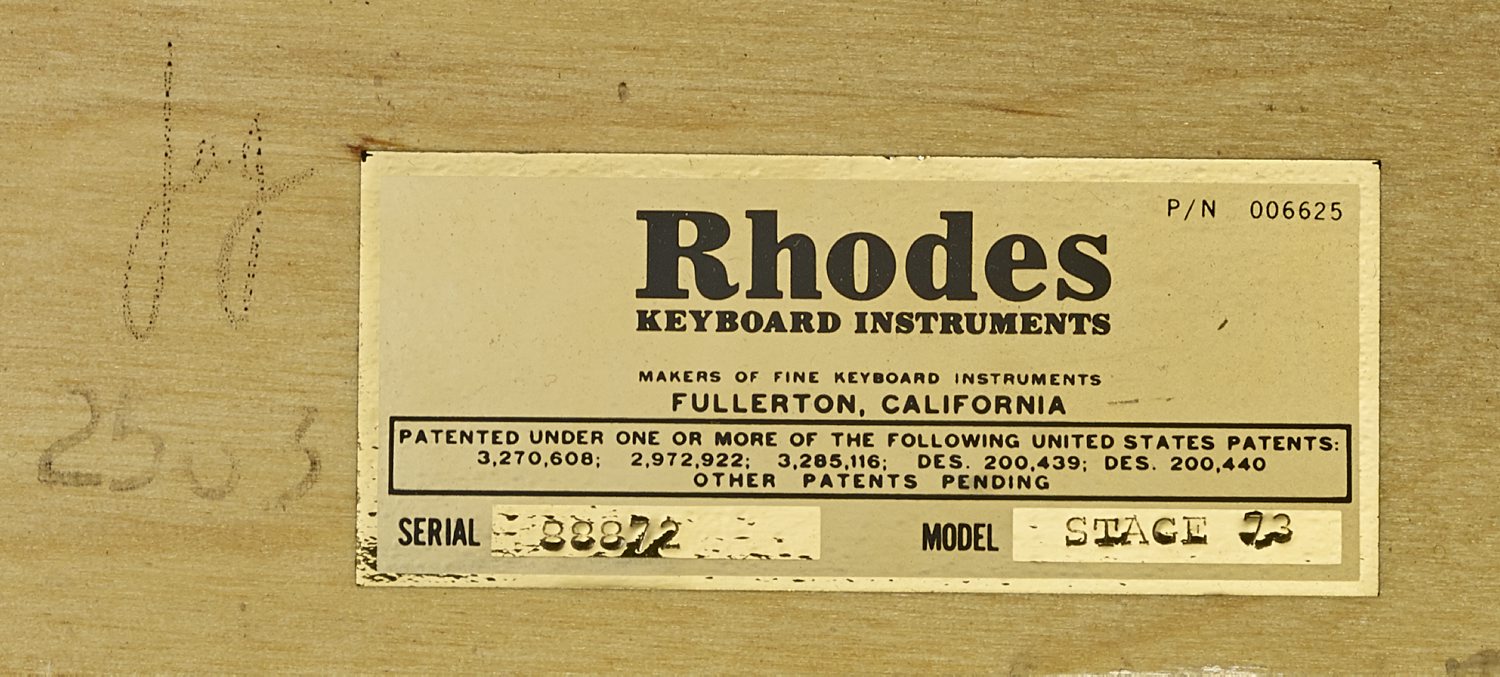 Jay
P/N 006625
Rhodes
KEYBOARD INSTRUMENTS
MAKERS OF FINE KEYBOARD INSTRUMENTS
FULLERTON, CALIFORNIA
PATENTED UNDER ONE OR MORE OF THE FOLLOWING UNITED STATES PATENTS:
3,270,608; 2,972,922; 3,285,116; DES. 200,439; DES. 200,440
OTHER PATENTS PENDING
SERIAL 88872
MODEL STAGE 73